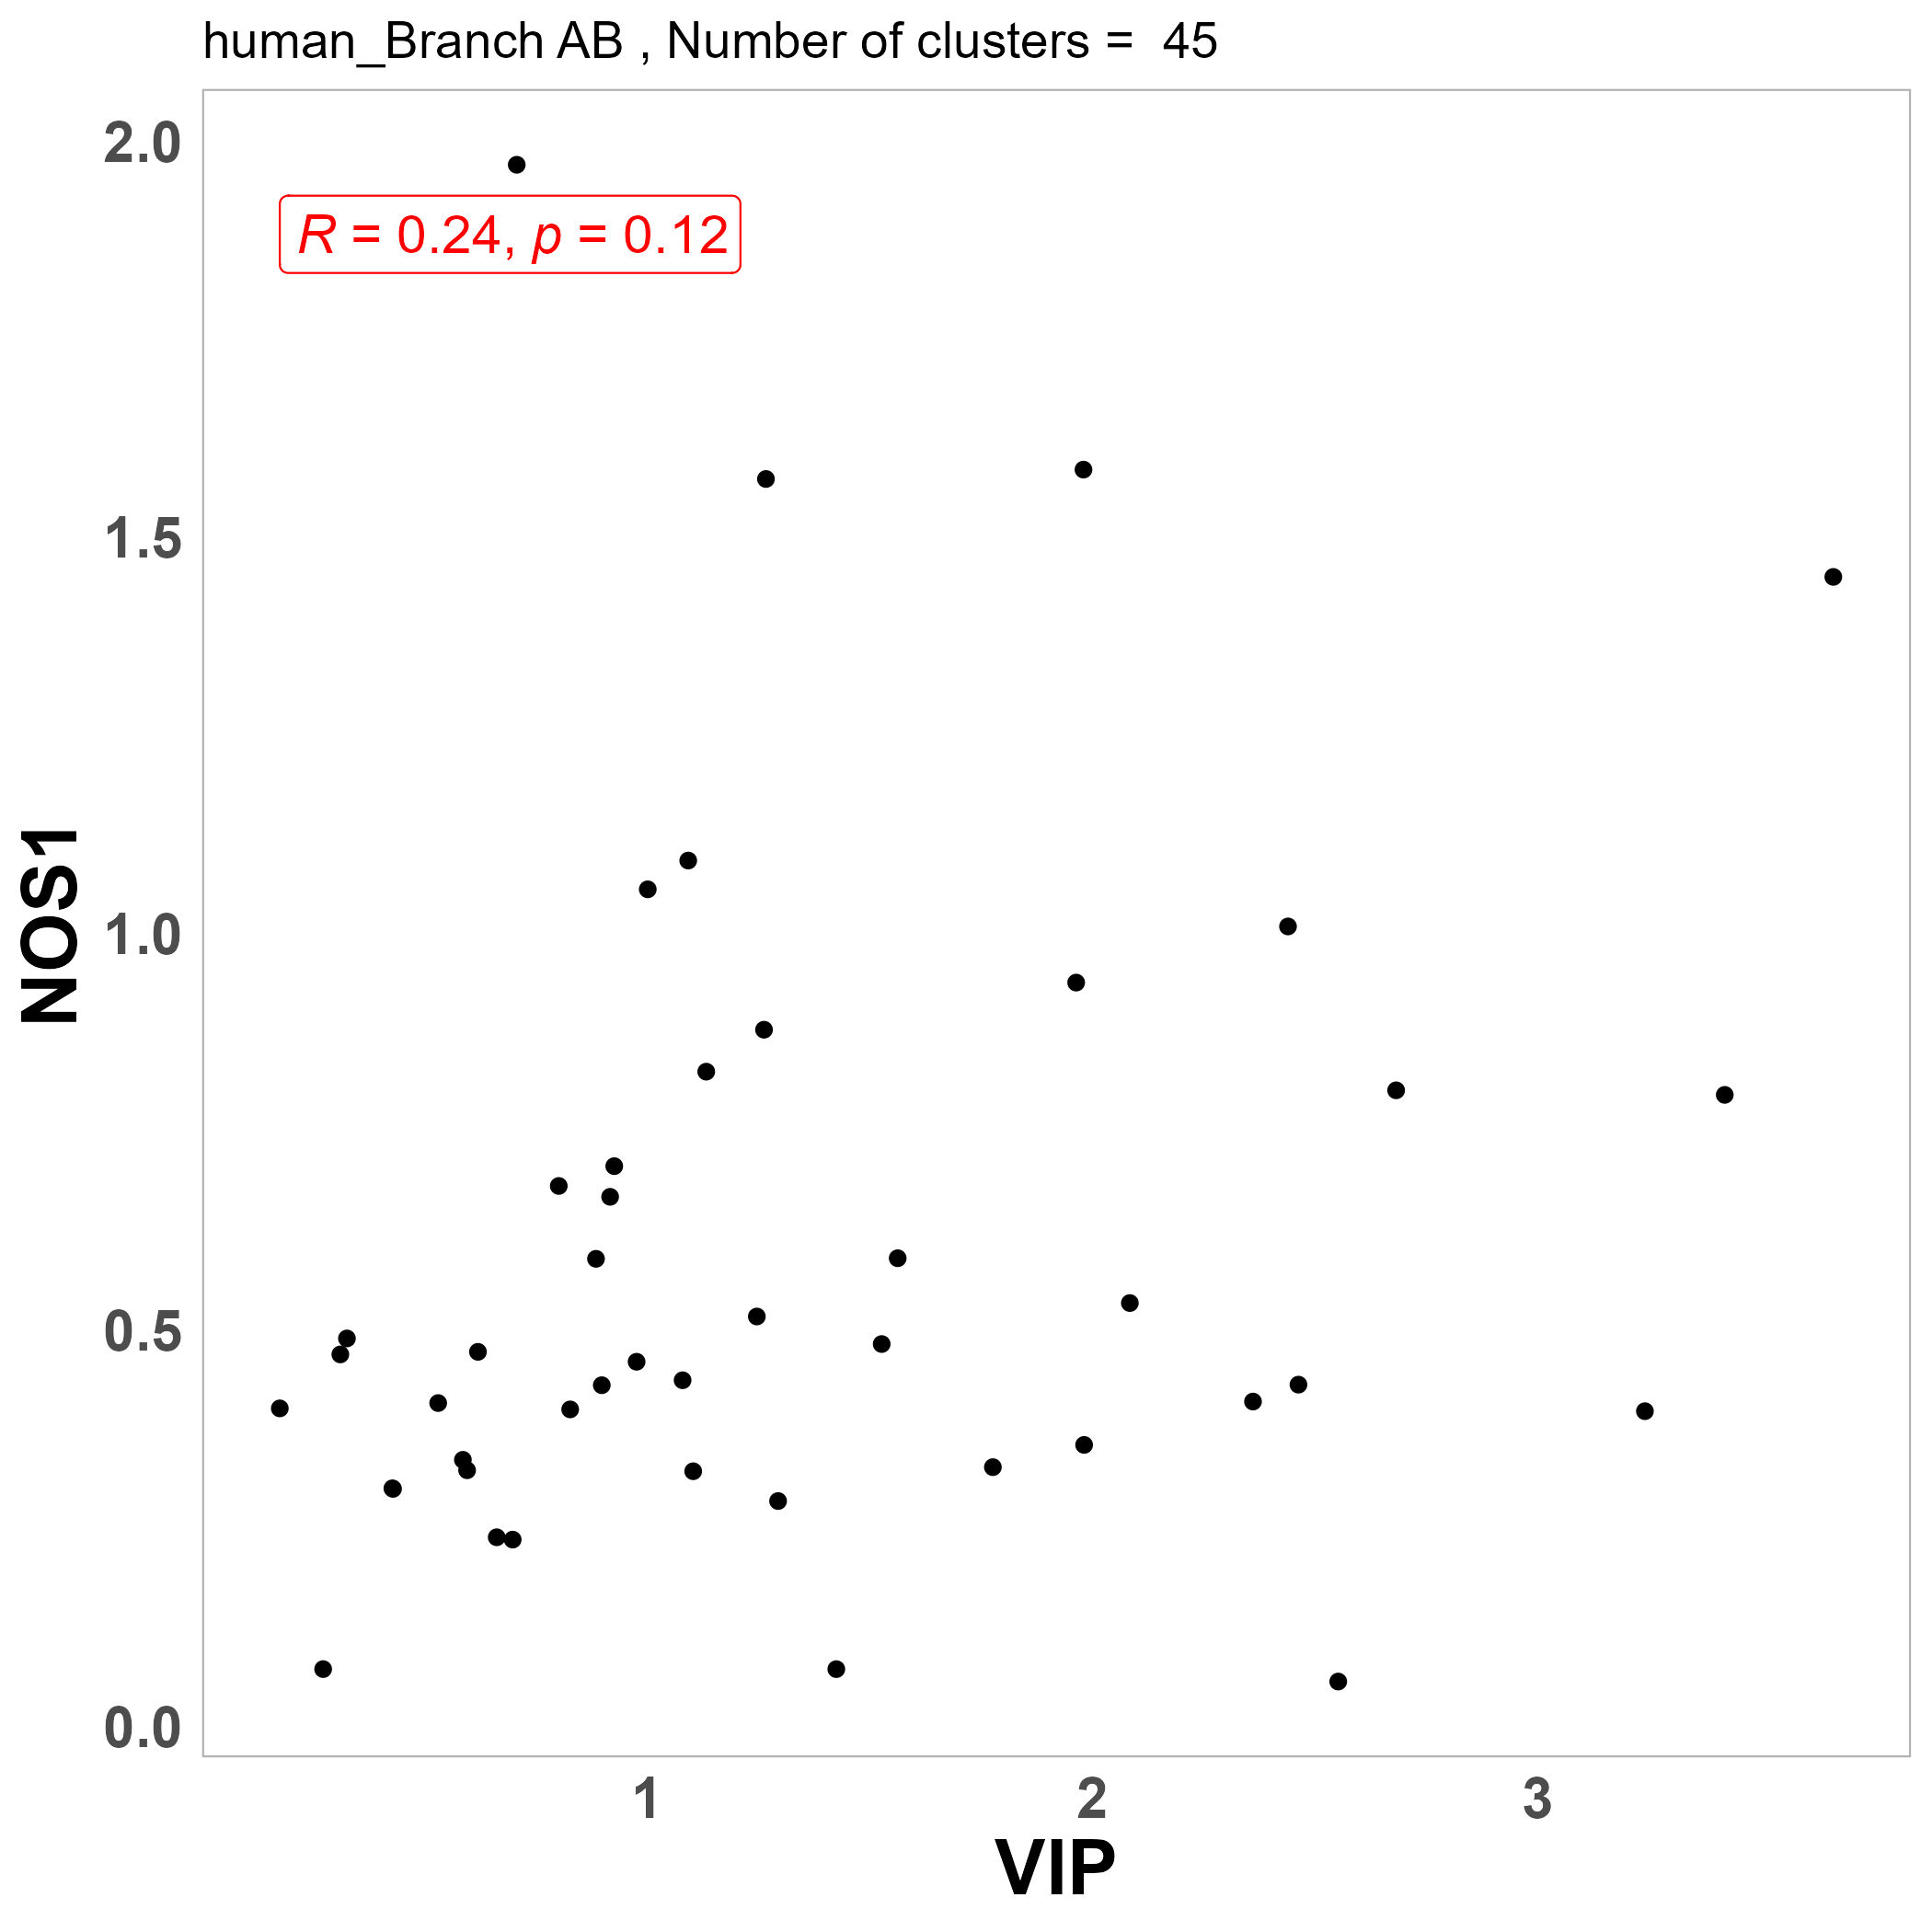 human_Branch AB , Number of clusters =  45
2.0
R = 0.24, p = 0.12
1.5
1.0
0.5
0.0
NOS1
1 2 3
VIP